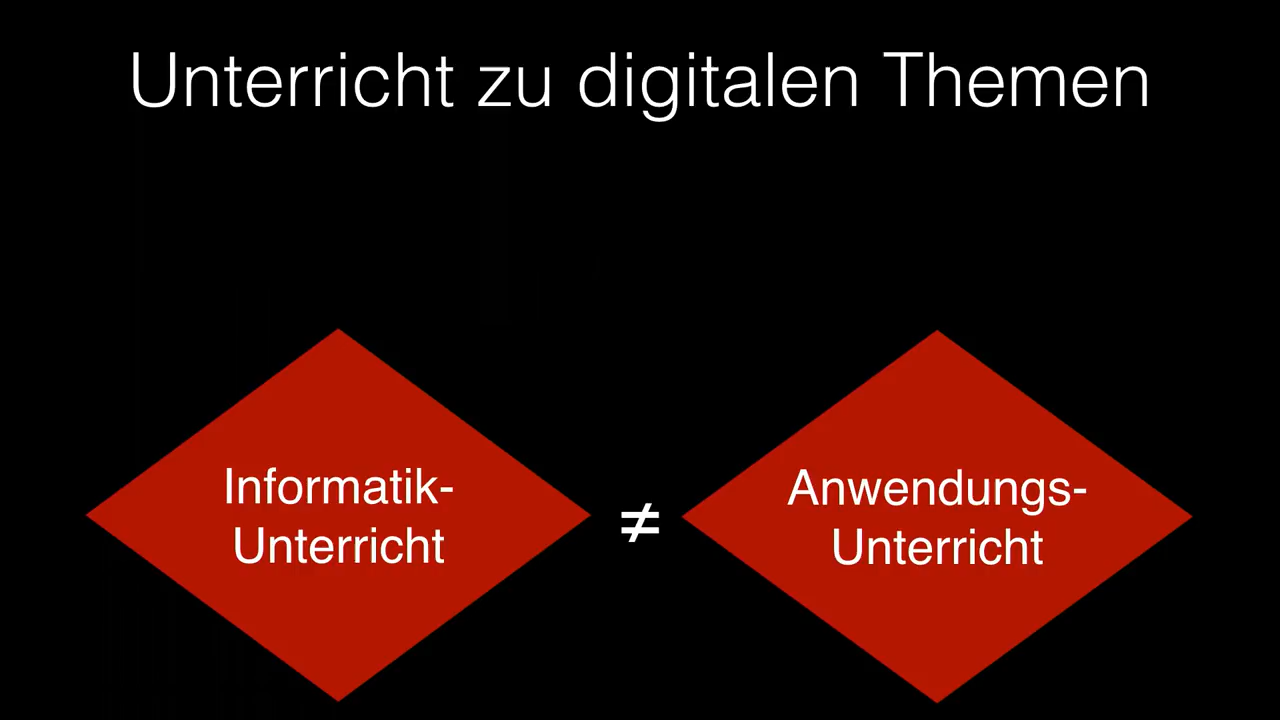 Unterricht zu digitalen Themen
Informatik-
Unterricht
≠
Anwendungs-
Unterricht